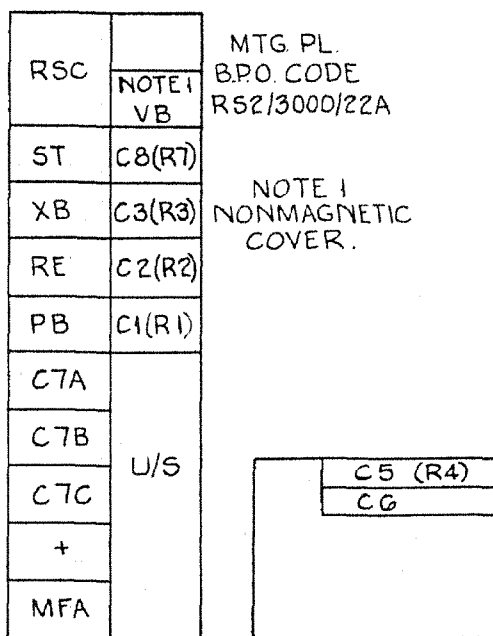 RSC
NOTE 1
VB
MTG. PL.
B.P.O. CODE
RS2/3000/22A
ST C8(R7)
XB C3(R3)
NOTE 1
NONMAGNETIC
COVER.
RE C2(R2)
PB C1(R1)
C7A
C7B
C7C
+
MFA
U/S
C5 (R4)
C6